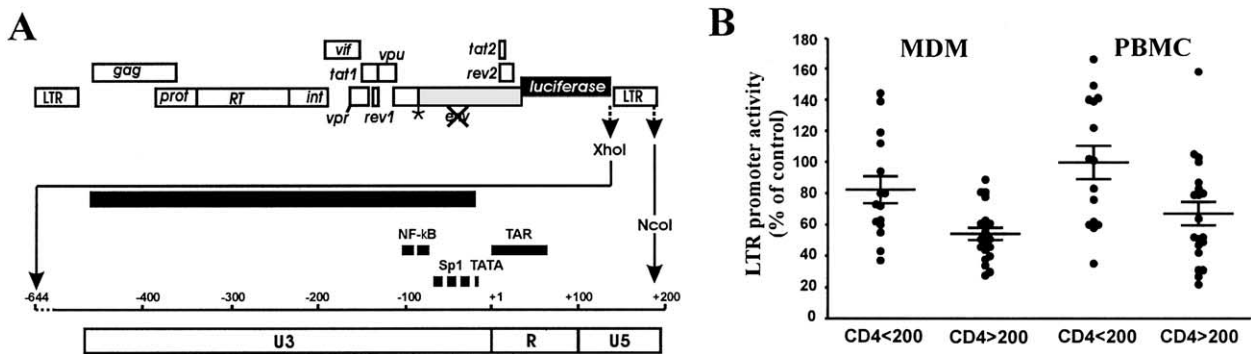 A
gag
vif
tat1
vpu
tat2
rev2
luciferase
LTR
prot
RT
int
vpr
rev1
*
env
LTR
XhoI
NcoI
NF-kB
TAR
Sp1
TATA
-644
-400
-300
-200
-100
+1
+100
+200
U3
R
U5
B
MDM
PBMC
LTR promoter activity
(% of control)
180
160
140
120
100
80
60
40
20
0
CD4<200
CD4>200
CD4<200
CD4>200